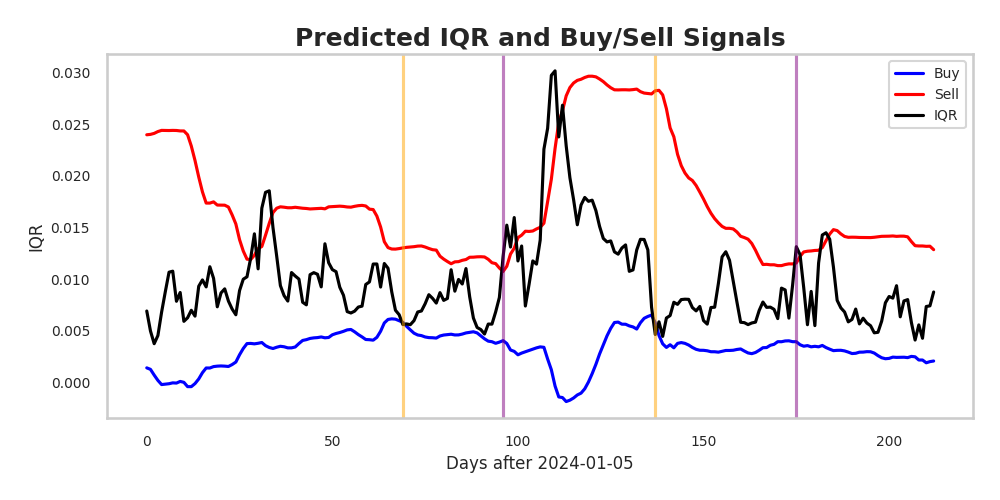 Predicted IQR and Buy/Sell Signals
0.030
0.025
0.020
0.015
0.010
0.005
0.000
IQR
Buy
Sell
IQR
0 50 100 150 200
Days after 2024-01-05